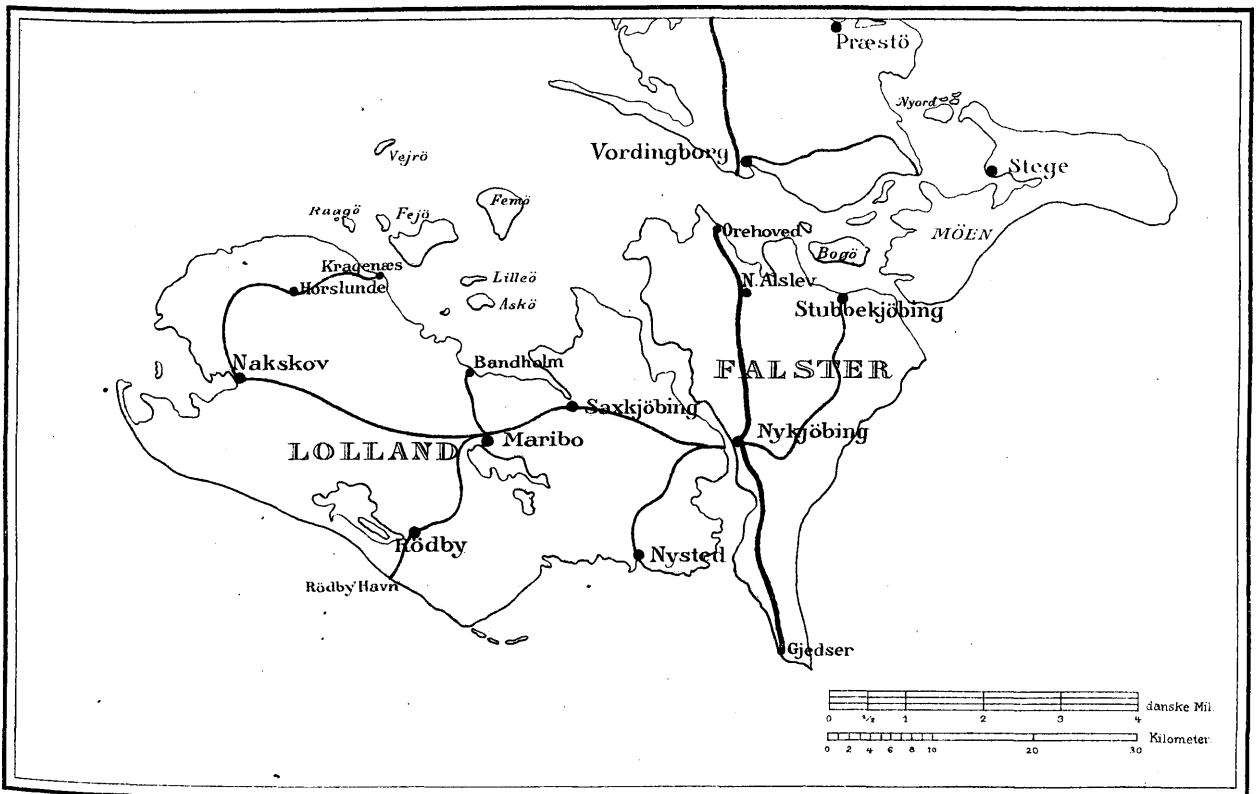 Præstö
Nyord
Vordingborg
Vejrö
Stege
Femö
Raagö
Fejö
Orehoved
MÖEN
Bogö
Kragenæs
Lilleö
N. Alslev
Horslunde
Askö
Stubbekjöbing
Nakskov
Bandholm
FALSTER
Saxkjöbing
Nykjöbing
LOLLAND
Maribo
Rödby
Nysted
Rödby Havn
Gjedser
danske Mil.
0 1/2 1 2 3 4
Kilometer.
0 2 4 6 8 10 20 30